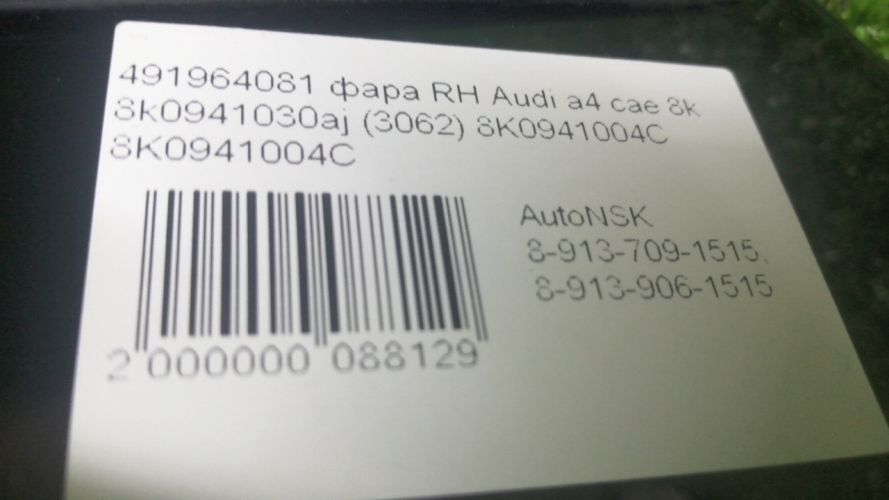 491964081 фара RH Audi a4 cae 8k
8k0941030aj (3062) 8K0941004C
8K0941004C
AutoNSK
8-913-709-1515,
8-913-906-1515
2 000000 088129